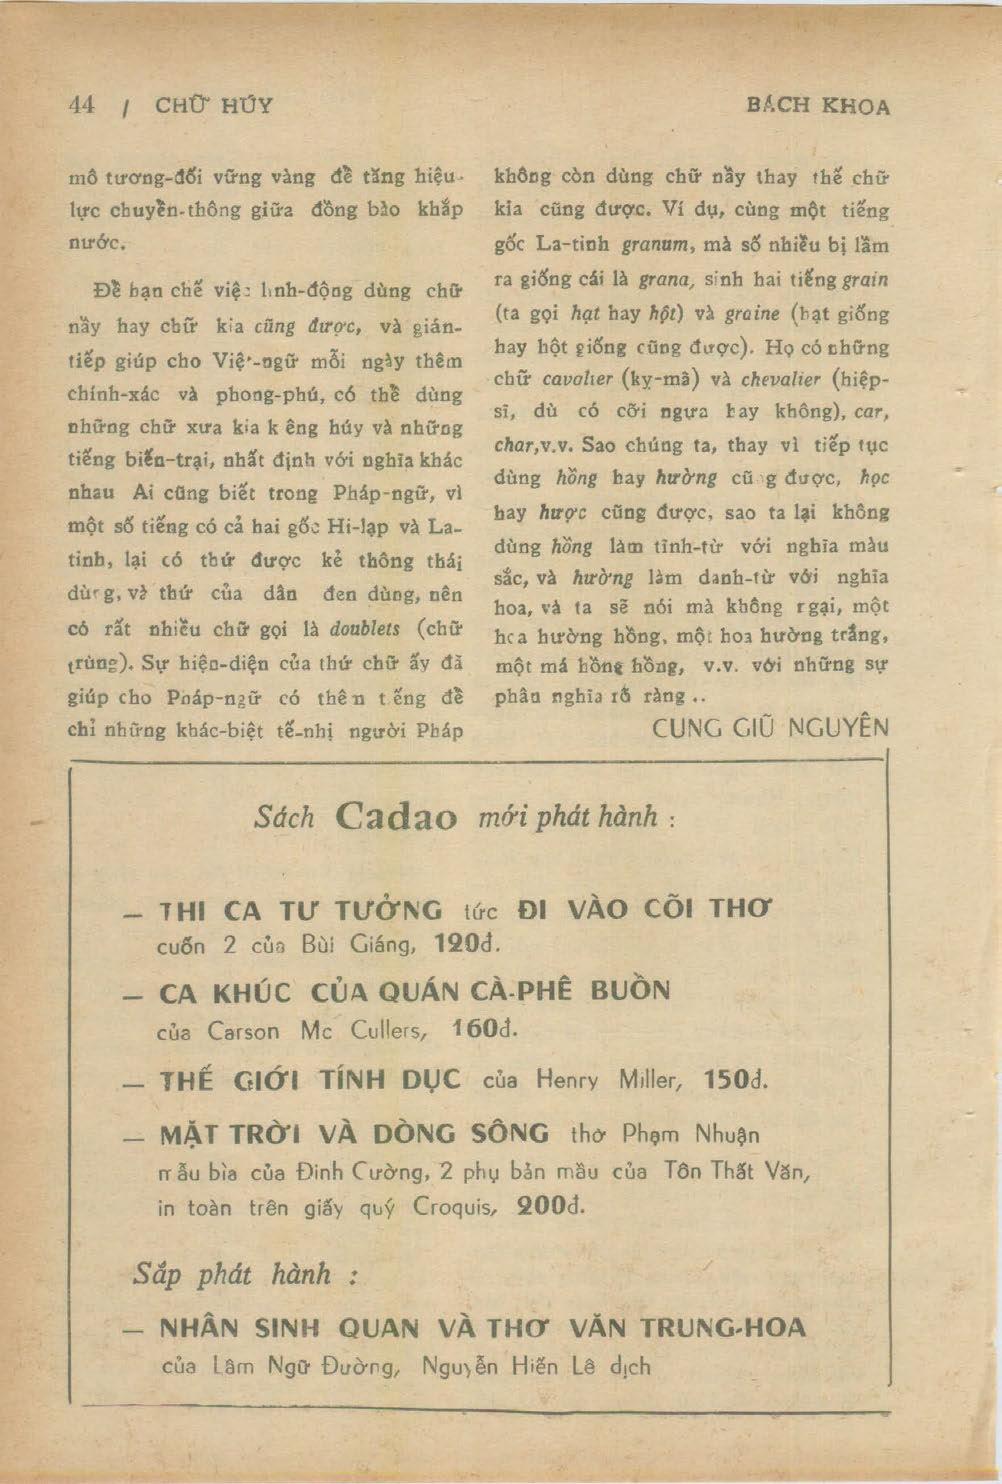 44 / CHỮ HÚY
BÁCH KHOA
mô tương-đối vững vàng để tăng hiệu-
lực chuyển-thông giữa đồng bào khắp
nước.
Để hạn chế việc linh-động dùng chữ
nầy hay chữ kia cũng được, và gián-
tiếp giúp cho Việt-ngữ mỗi ngày thêm
chính-xác và phong-phú, có thể dùng
những chữ xưa kia kiêng húy và những
tiếng biến-trại, nhất định với nghĩa khác
nhau Ai cũng biết trong Pháp-ngữ, vì
một số tiếng có cả hai gốc Hi-lạp và La-
tinh, lại có thứ được kẻ thông thái
dùng, và thứ của dân đen dùng, nên
có rất nhiều chữ gọi là doublets (chữ
trùng). Sự hiện-diện của thứ chữ ấy đã
giúp cho Pháp-ngữ có thêm tiếng để
chỉ những khác-biệt tế-nhị người Pháp
không còn dùng chữ nầy thay thế chữ
kia cũng được. Ví dụ, cùng một tiếng
gốc La-tinh granum, mà số nhiều bị lầm
ra giống cái là grana, sinh hai tiếng grain
(ta gọi hạt hay hột) và graine (hạt giống
hay hột giống cũng được). Họ có những
chữ cavalier (kỵ-mã) và chevalier (hiệp-
sĩ, dù có cỡi ngựa hay không), car,
char,v.v. Sao chúng ta, thay vì tiếp tục
dùng hồng hay hường cũng được, học
hay hược cũng được, sao ta lại không
dùng hồng làm tĩnh-từ với nghĩa màu
sắc, và hường làm danh-từ với nghĩa
hoa, và ta sẽ nói mà không ngại, một
hoa hường hồng, một hoa hường trắng,
một má hồng hồng, v.v. với những sự
phân nghĩa rõ ràng ..
CUNG GIŨ NGUYÊN
Sách Cadao mới phát hành :
— THI CA TƯ TƯỞNG tức ĐI VÀO CÕI THƠ
cuốn 2 của Bùi Giáng, 120đ.
— CA KHÚC CỦA QUÁN CÀ-PHÊ BUỒN
của Carson Mc Cullers, 160đ.
— THẾ GIỚI TÍNH DỤC của Henry Miller, 150đ.
— MẶT TRỜI VÀ DÒNG SÔNG thơ Phạm Nhuận
mẫu bìa của Đinh Cường, 2 phụ bản mầu của Tôn Thất Văn,
in toàn trên giấy quý Croquis, 200đ.
Sắp phát hành :
— NHÂN SINH QUAN VÀ THƠ VĂN TRUNG-HOA
của Lâm Ngữ Đường, Nguyễn Hiến Lê dịch